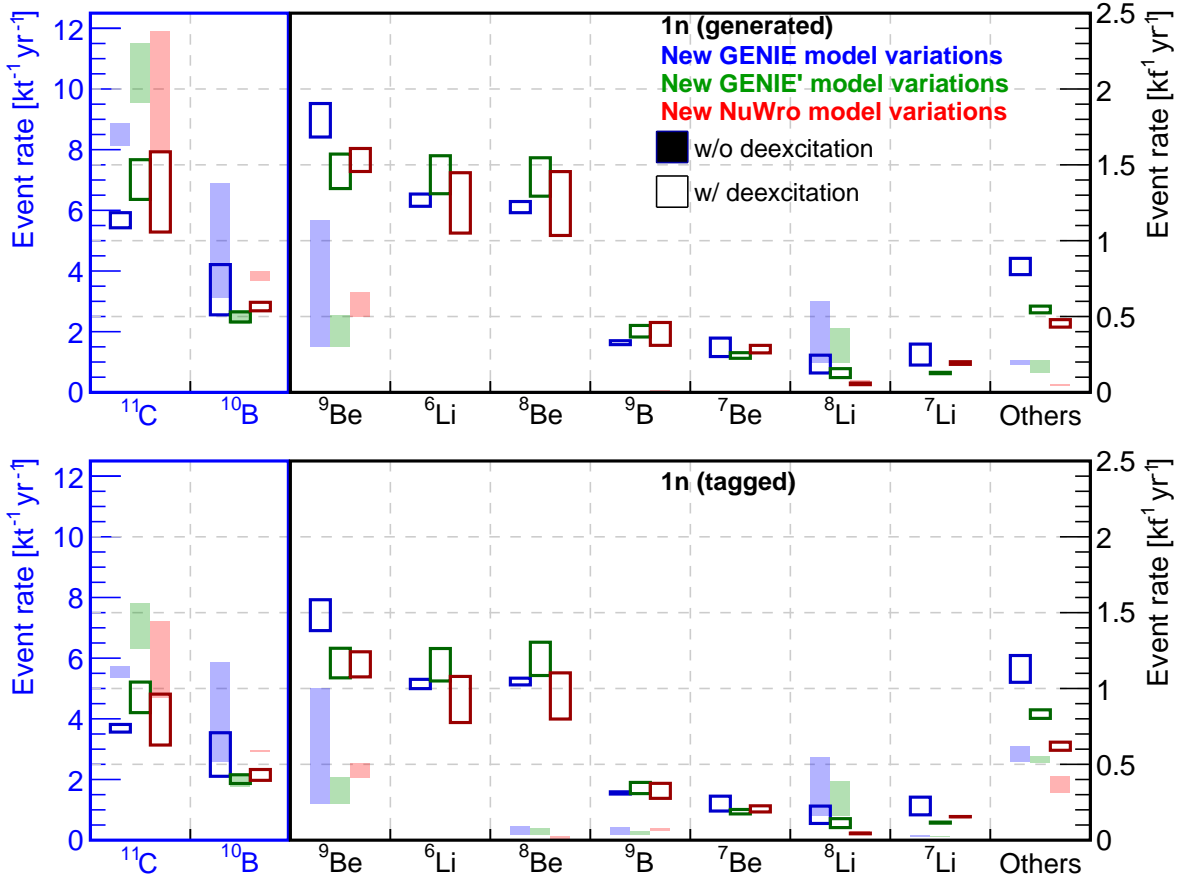 1n (generated)
New GENIE model variations
New GENIE' model variations
New NuWro model variations
w/o deexcitation
w/ deexcitation
Event rate [kt⁻¹ yr⁻¹]
12
10
8
6
4
2
0
2.5
2
1.5
1
0.5
0
Event rate [kt⁻¹ yr⁻¹]
¹¹C ¹⁰B ⁹Be ⁶Li ⁸Be ⁹B ⁷Be ⁸Li ⁷Li Others
1n (tagged)
Event rate [kt⁻¹ yr⁻¹]
12
10
8
6
4
2
0
2.5
2
1.5
1
0.5
0
Event rate [kt⁻¹ yr⁻¹]
¹¹C ¹⁰B ⁹Be ⁶Li ⁸Be ⁹B ⁷Be ⁸Li ⁷Li Others